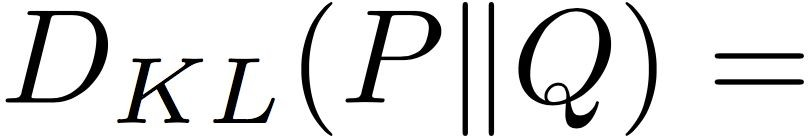 $D_{KL}(P \| Q) =$